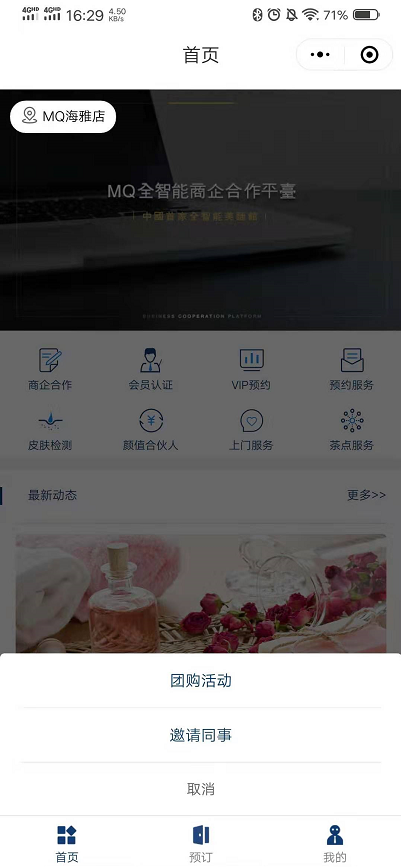 4GHD 4GHD 16:29 4.50 KB/s 71%
首页
MQ海雅店
MQ全智能商企合作平臺
BUSINESS COOPERATION PLATFORM
商企合作 会员认证 VIP预约 预约服务
皮肤检测 颜值合伙人 上门服务 茶点服务
最新动态 更多>>
团购活动
邀请同事
取消
首页 预订 我的